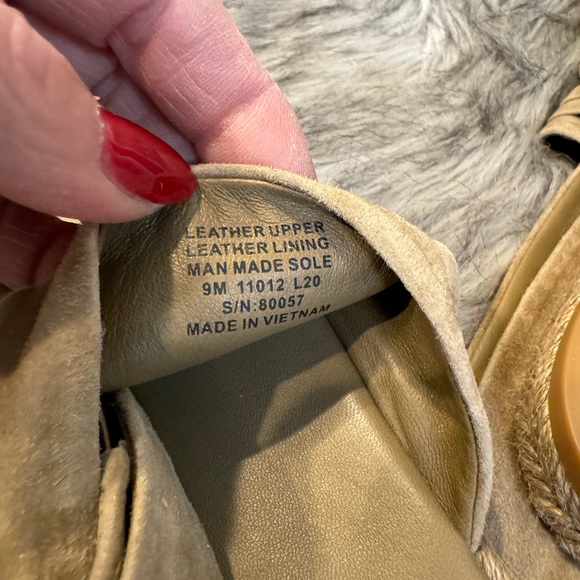 LEATHER UPPER
LEATHER LINING
MAN MADE SOLE
9M 11012 L20
S/N:80057
MADE IN VIETNAM